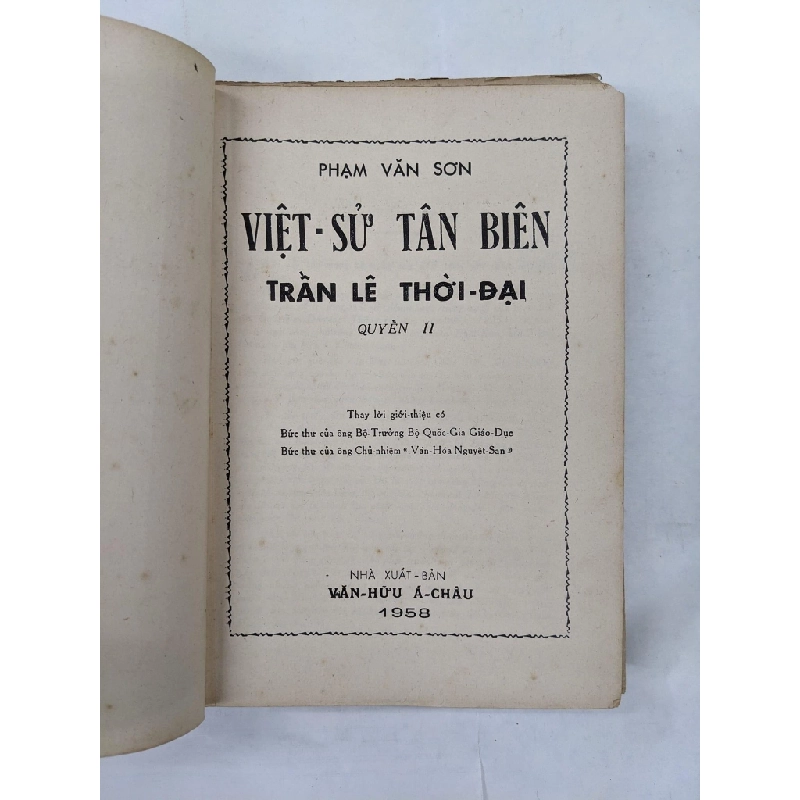 PHẠM VĂN SƠN
VIỆT-SỬ TÂN BIÊN
TRẦN LÊ THỜI-ĐẠI
QUYỂN II
Thay lời giới-thiệu có
Bức thư của ông Bộ-Trưởng Bộ Quốc-Gia Giáo-Dục
Bức thư của ông Chủ-nhiệm « Văn-Hóa Nguyệt-San »
NHÀ XUẤT-BẢN
VĂN-HỮU Á-CHÂU
1958